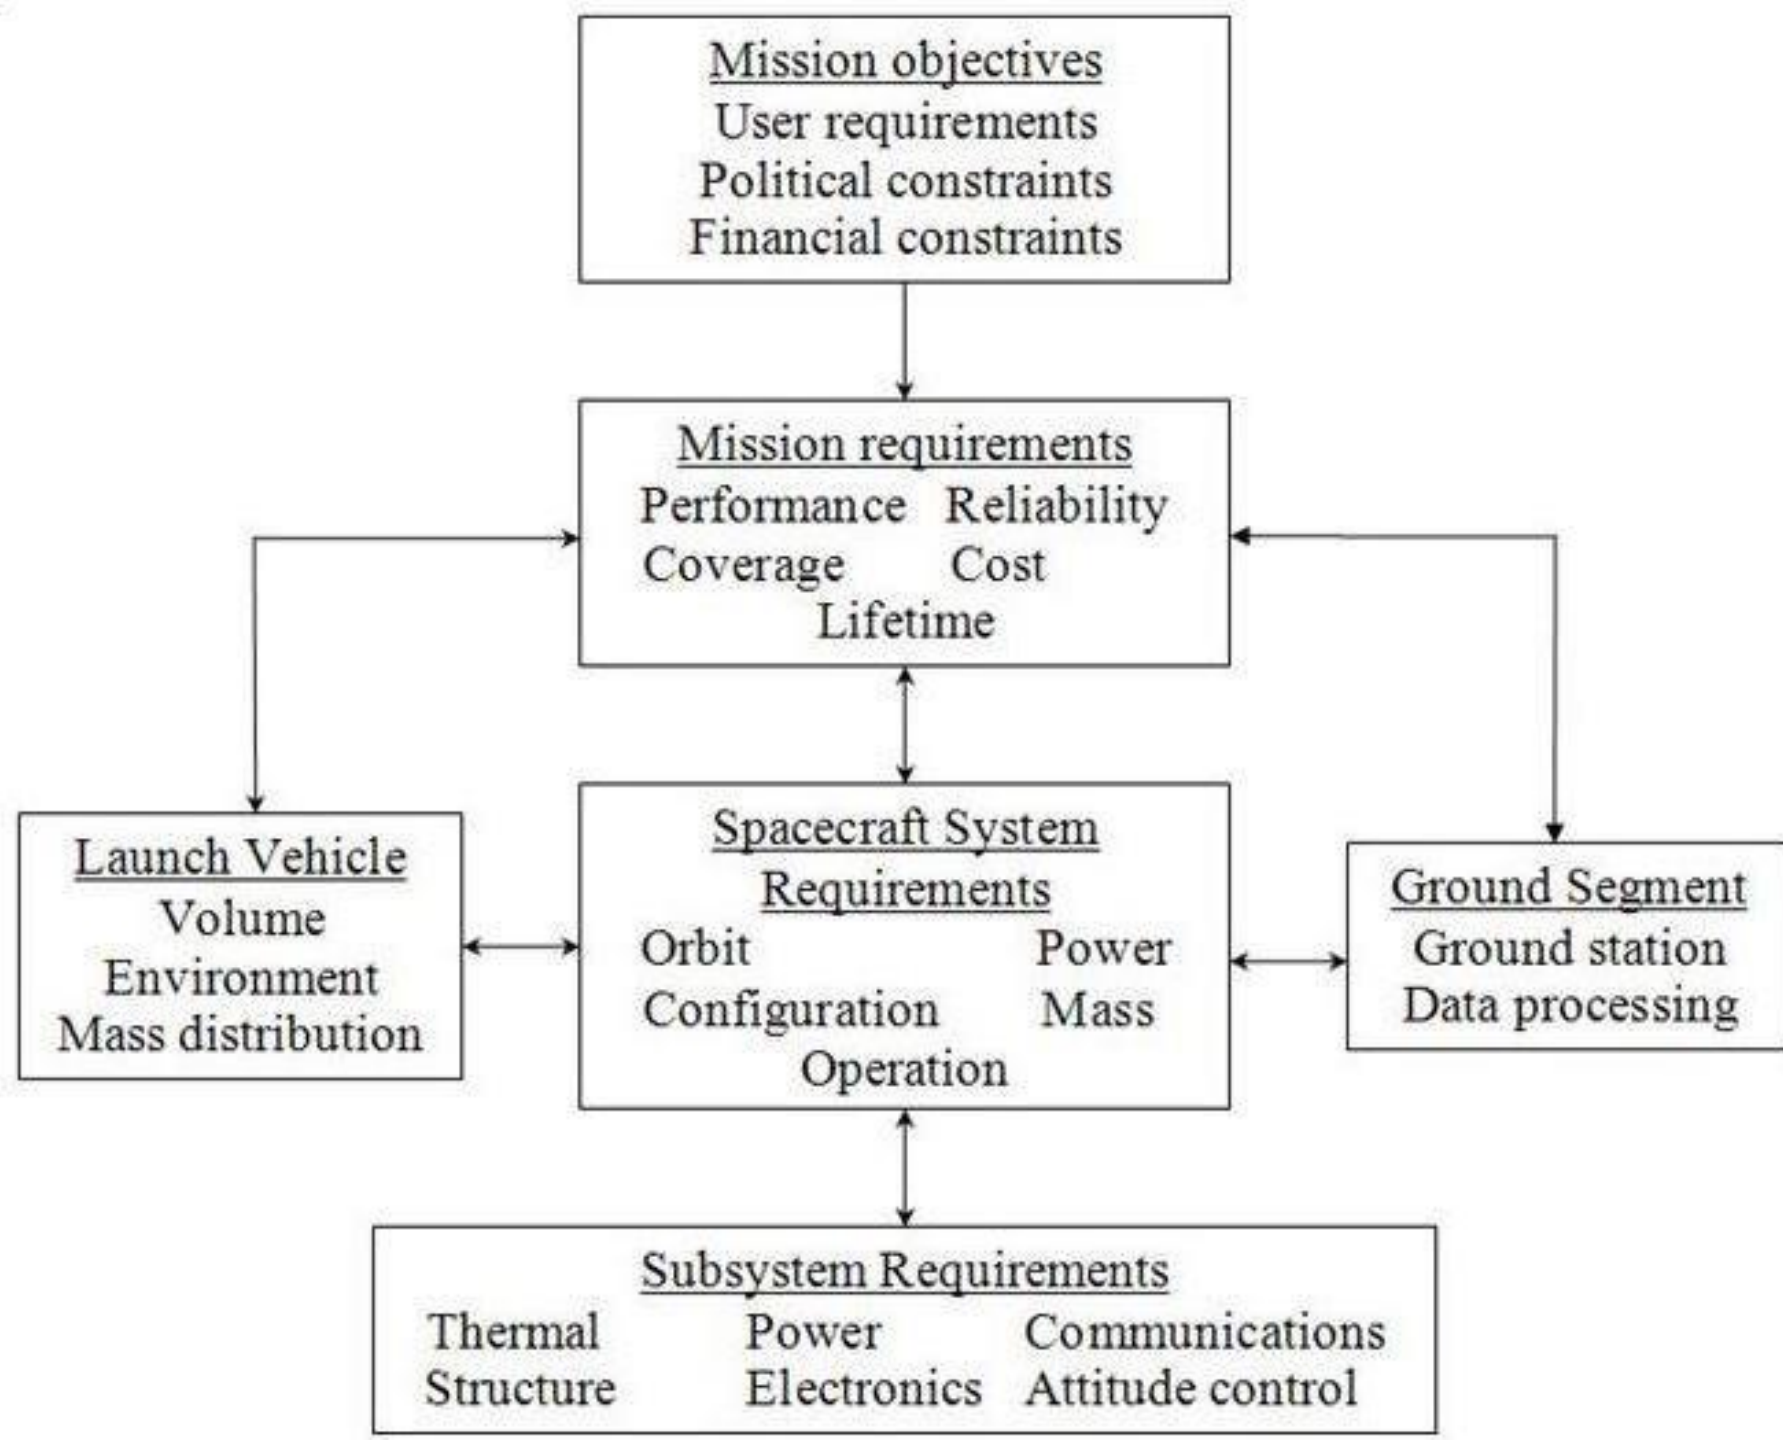 Mission objectives
User requirements
Political constraints
Financial constraints
Mission requirements
Performance Reliability
Coverage Cost
Lifetime
Launch Vehicle
Volume
Environment
Mass distribution
Spacecraft System
Requirements
Orbit Power
Configuration Mass
Operation
Ground Segment
Ground station
Data processing
Subsystem Requirements
Thermal Power Communications
Structure Electronics Attitude control